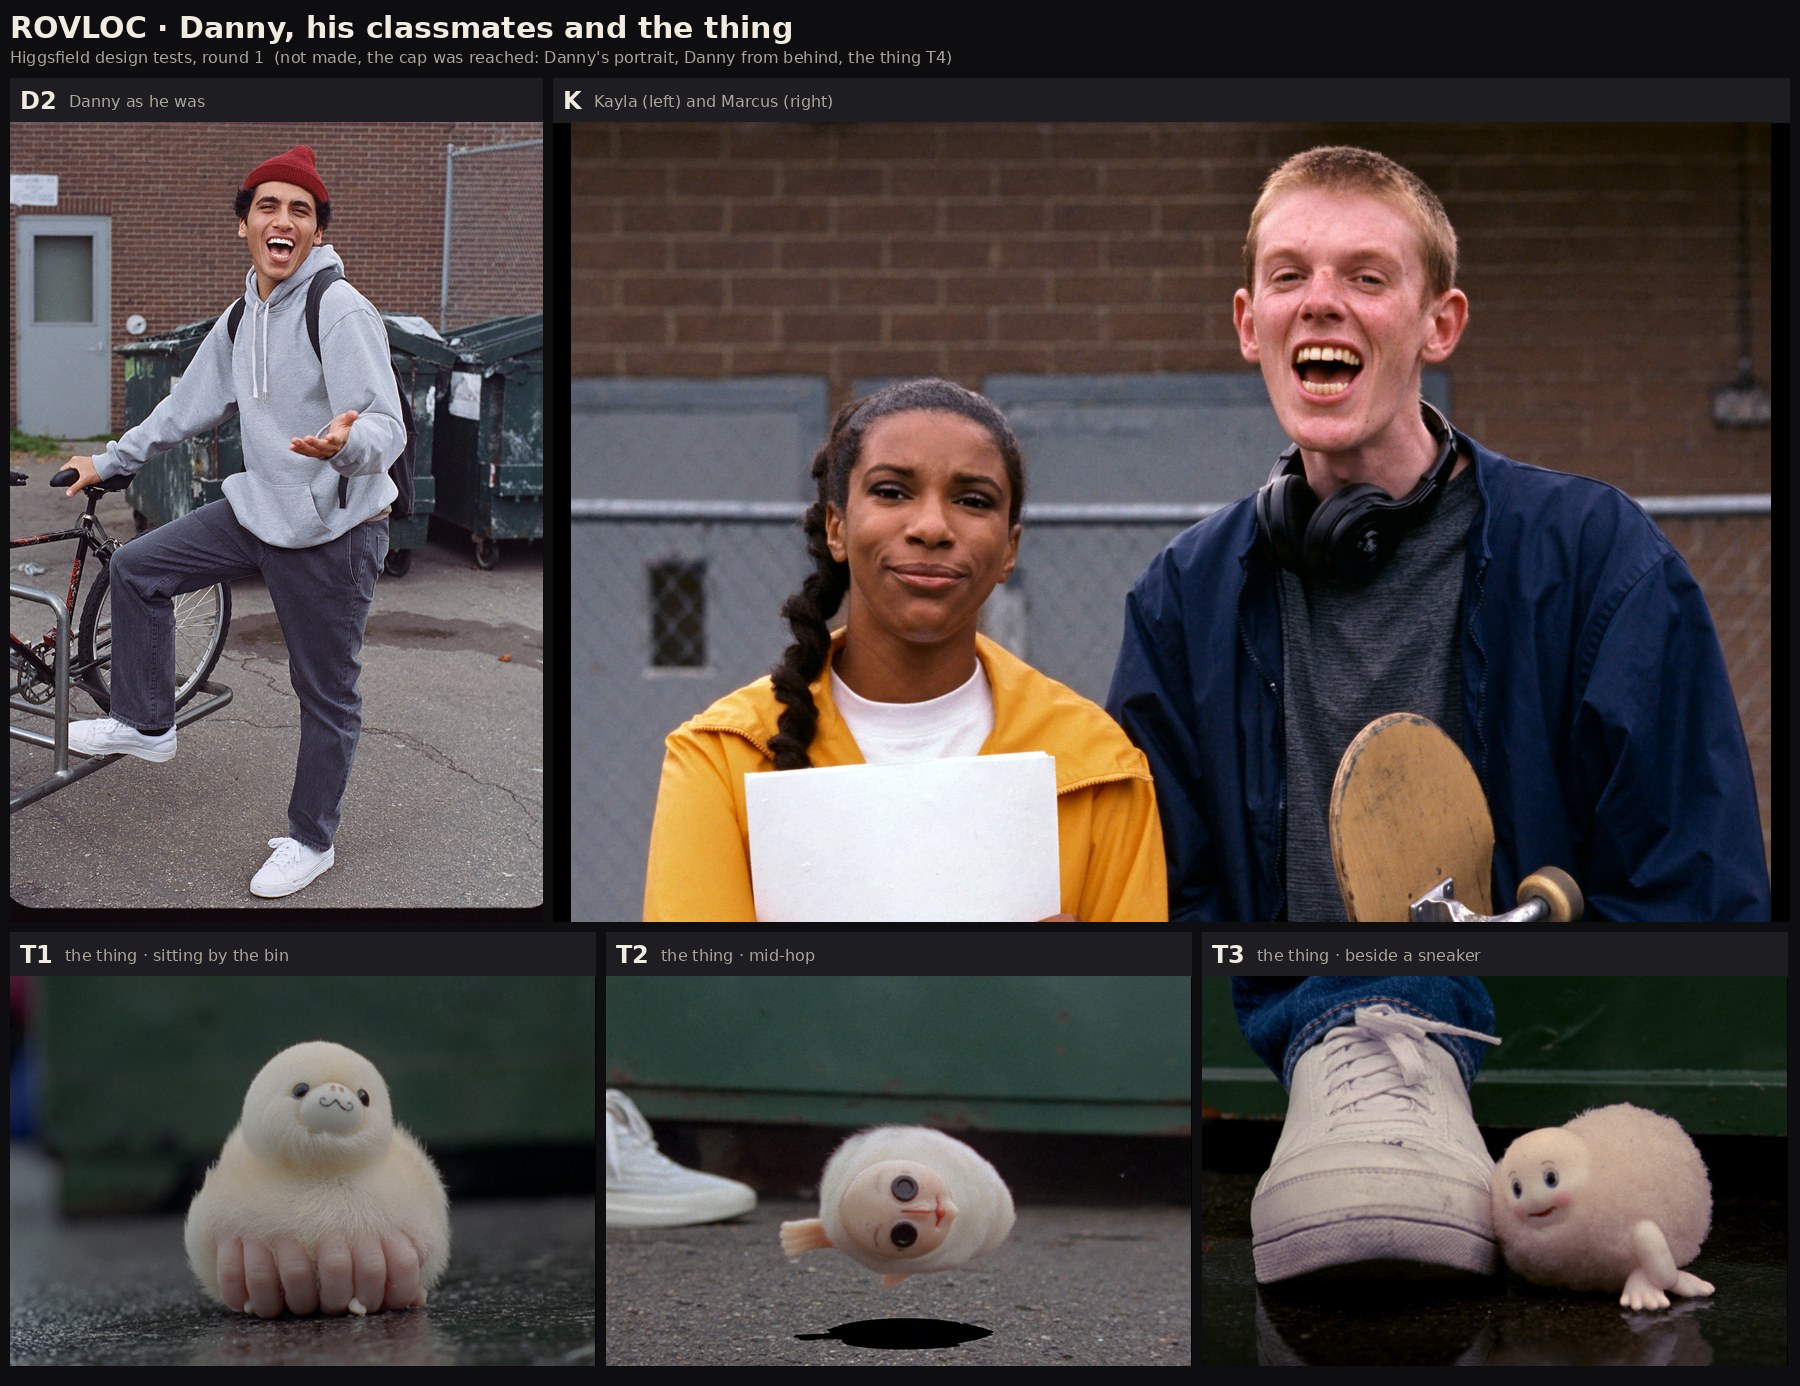 ROVLOC · Danny, his classmates and the thing
Higgsfield design tests, round 1 (not made, the cap was reached: Danny's portrait, Danny from behind, the thing T4)
D2 Danny as he was
K Kayla (left) and Marcus (right)
T1 the thing · sitting by the bin
T2 the thing · mid-hop
T3 the thing · beside a sneaker